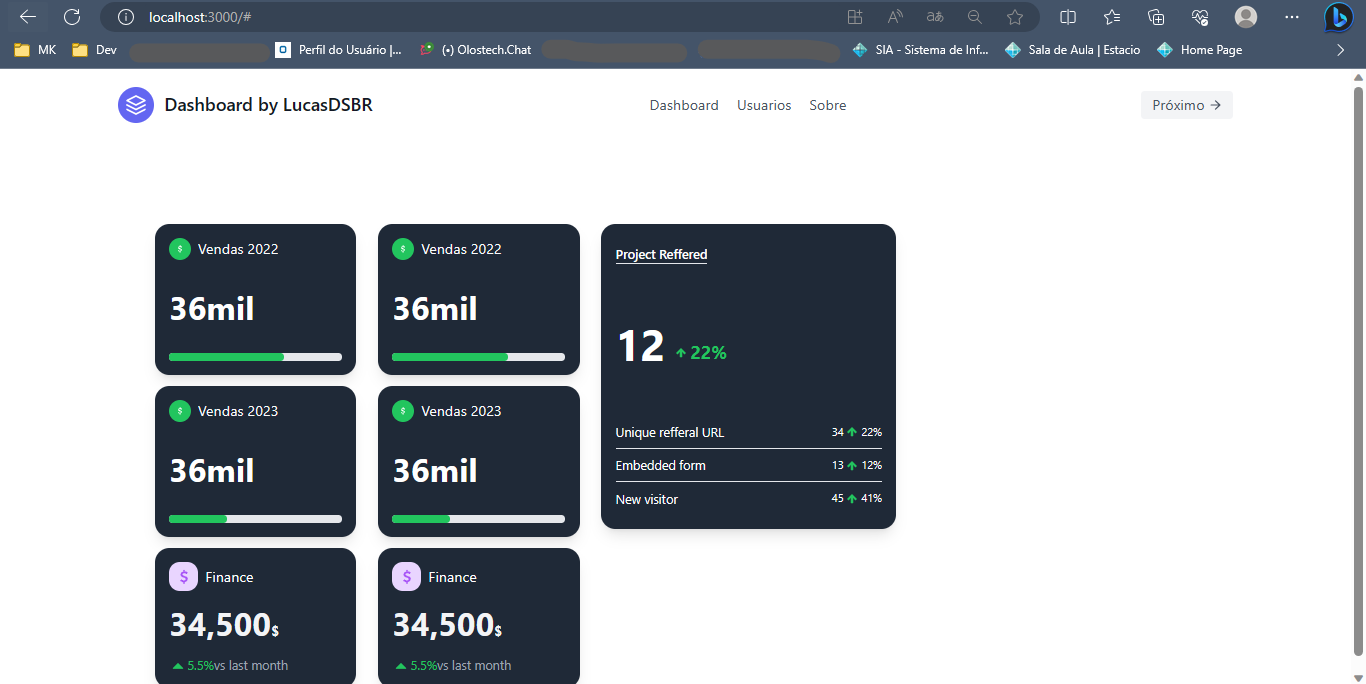 localhost:3000/#
MK Dev Perfil do Usuário |... (•) Olostech.Chat SIA - Sistema de Inf... Sala de Aula | Estacio Home Page
Dashboard by LucasDSBR Dashboard Usuarios Sobre Próximo →
Vendas 2022
36mil
Vendas 2022
36mil
Project Reffered
12 22%
Unique refferal URL 34 22%
Embedded form 13 12%
New visitor 45 41%
Vendas 2023
36mil
Vendas 2023
36mil
$ Finance
34,500$
5.5%vs last month
$ Finance
34,500$
5.5%vs last month